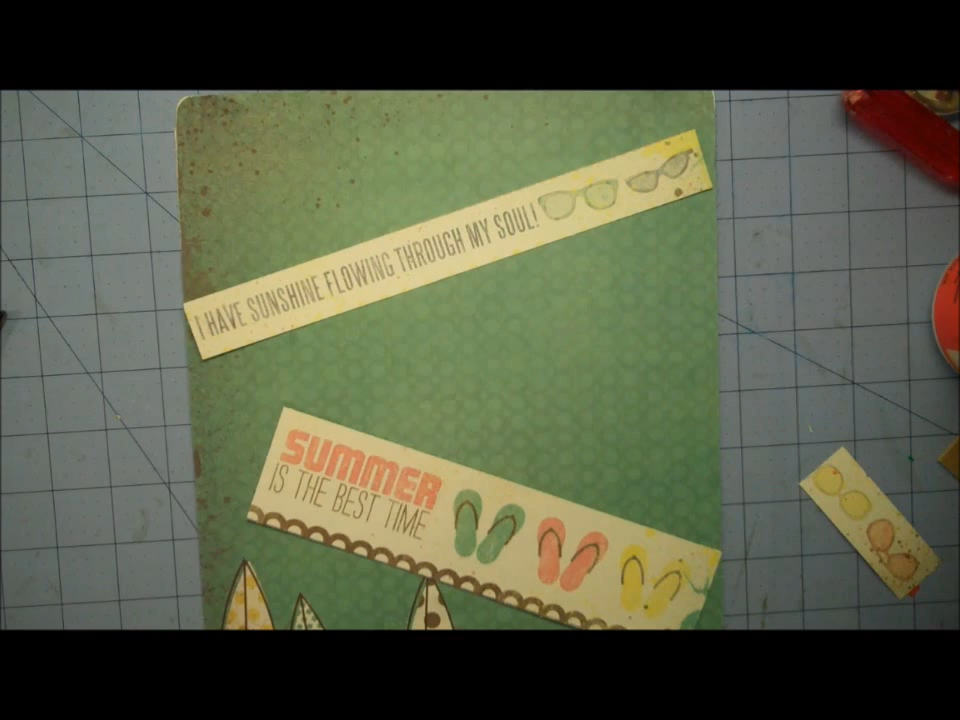 I HAVE SUNSHINE FLOWING THROUGH MY SOUL!
SUMMER
IS THE BEST TIME